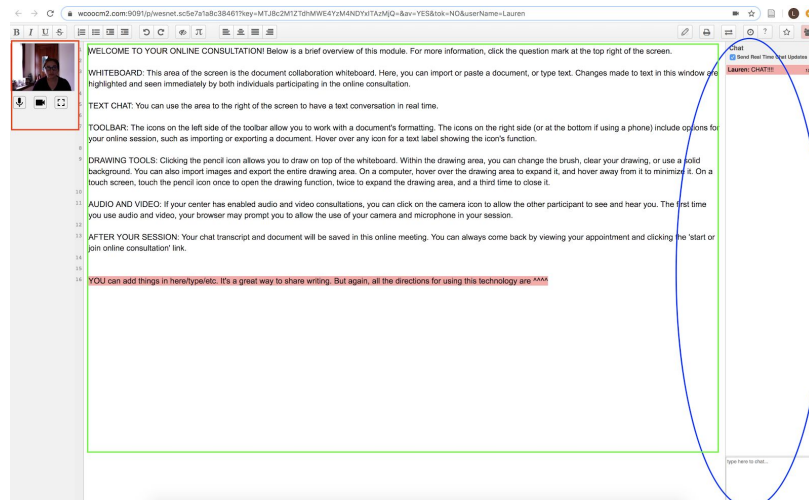 wcoocm2.com:9091/p/wesnet.sc5e7a1a8c38461?key=MTJ8c2M1ZTdhMWE4YzM4NDYxITAzMjQ=&av=YES&tok=NO&userName=Lauren
B I U S
WELCOME TO YOUR ONLINE CONSULTATION! Below is a brief overview of this module. For more information, click the question mark at the top right of the screen.
WHITEBOARD: This area of the screen is the document collaboration whiteboard. Here, you can import or paste a document, or type text. Changes made to text in this window are
highlighted and seen immediately by both individuals participating in the online consultation.
TEXT CHAT: You can use the area to the right of the screen to have a text conversation in real time.
TOOLBAR: The icons on the left side of the toolbar allow you to work with a document's formatting. The icons on the right side (or at the bottom if using a phone) include options for
your online session, such as importing or exporting a document. Hover over any icon for a text label showing the icon's function.
8
9 DRAWING TOOLS: Clicking the pencil icon allows you to draw on top of the whiteboard. Within the drawing area, you can change the brush, clear your drawing, or use a solid
background. You can also import images and export the entire drawing area. On a computer, hover over the drawing area to expand it, and hover away from it to minimize it. On a
touch screen, touch the pencil icon once to open the drawing function, twice to expand the drawing area, and a third time to close it.
10
11 AUDIO AND VIDEO: If your center has enabled audio and video consultations, you can click on the camera icon to allow the other participant to see and hear you. The first time
you use audio and video, your browser may prompt you to allow the use of your camera and microphone in your session.
12
13 AFTER YOUR SESSION: Your chat transcript and document will be saved in this online meeting. You can always come back by viewing your appointment and clicking the 'start or
join online consultation' link.
14
15
16 YOU can add things in here/type/etc. It's a great way to share writing. But again, all the directions for using this technology are ^^^^
Chat
Send Real Time Chat Updates
Lauren: CHAT!!!!
type here to chat...